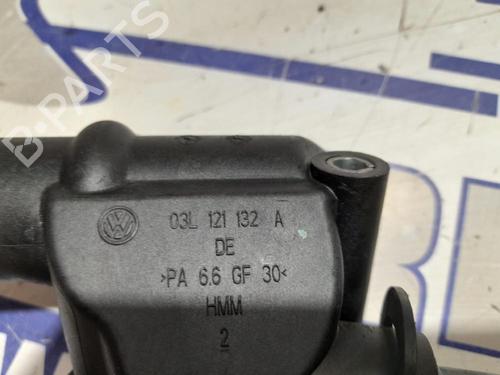 B-PARTS
03L 121 132 A
DE
>PA 6.6 GF 30<
HMM
2